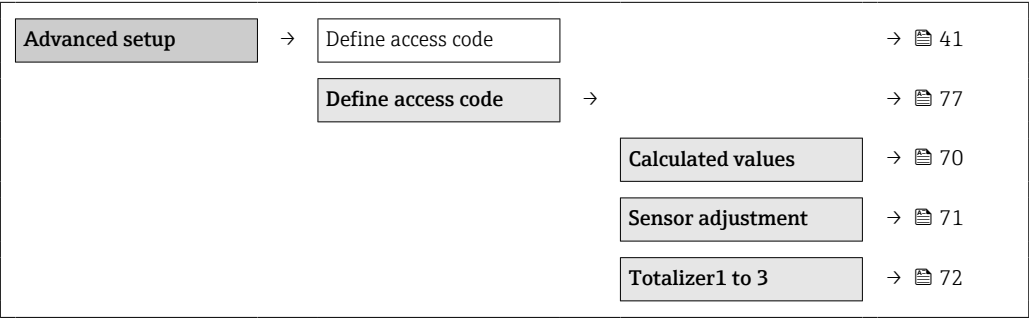 Advanced setup → Define access code → 41
Define access code → → 77
Calculated values → 70
Sensor adjustment → 71
Totalizer1 to 3 → 72